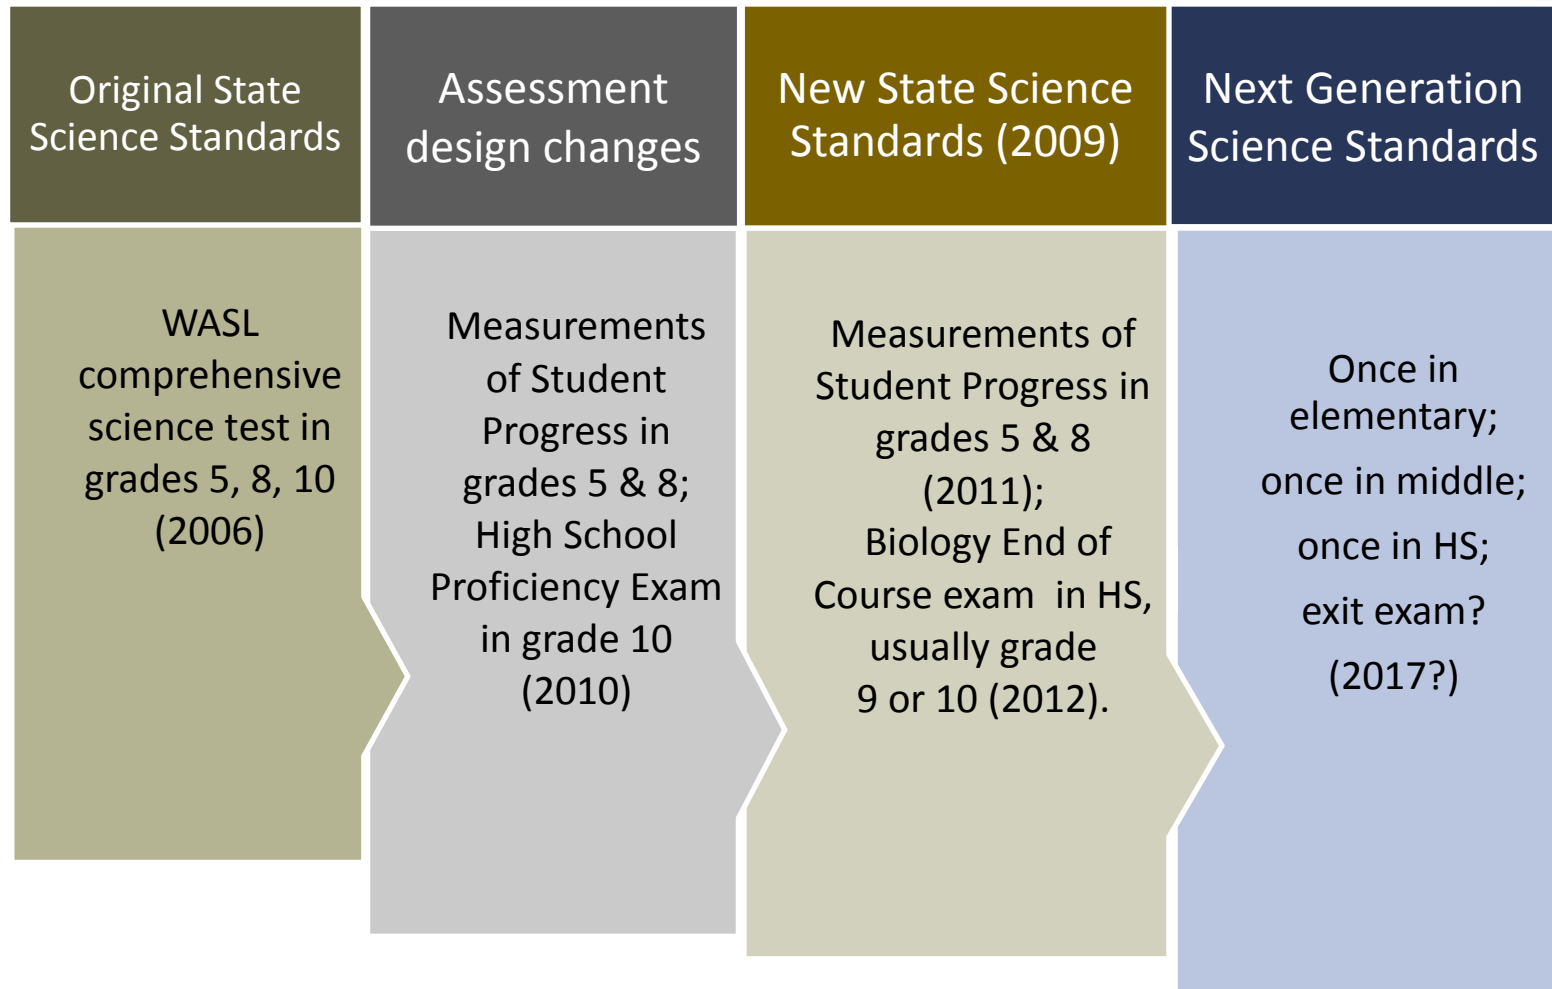 Original State
Science Standards
Assessment
design changes
New State Science
Standards (2009)
Next Generation
Science Standards
WASL
comprehensive
science test in
grades 5, 8, 10
(2006)
Measurements
of Student
Progress in
grades 5 & 8;
High School
Proficiency Exam
in grade 10
(2010)
Measurements of
Student Progress in
grades 5 & 8
(2011);
Biology End of
Course exam  in HS,
usually grade
9 or 10 (2012).
Once in
elementary;
once in middle;
once in HS;
exit exam?
(2017?)